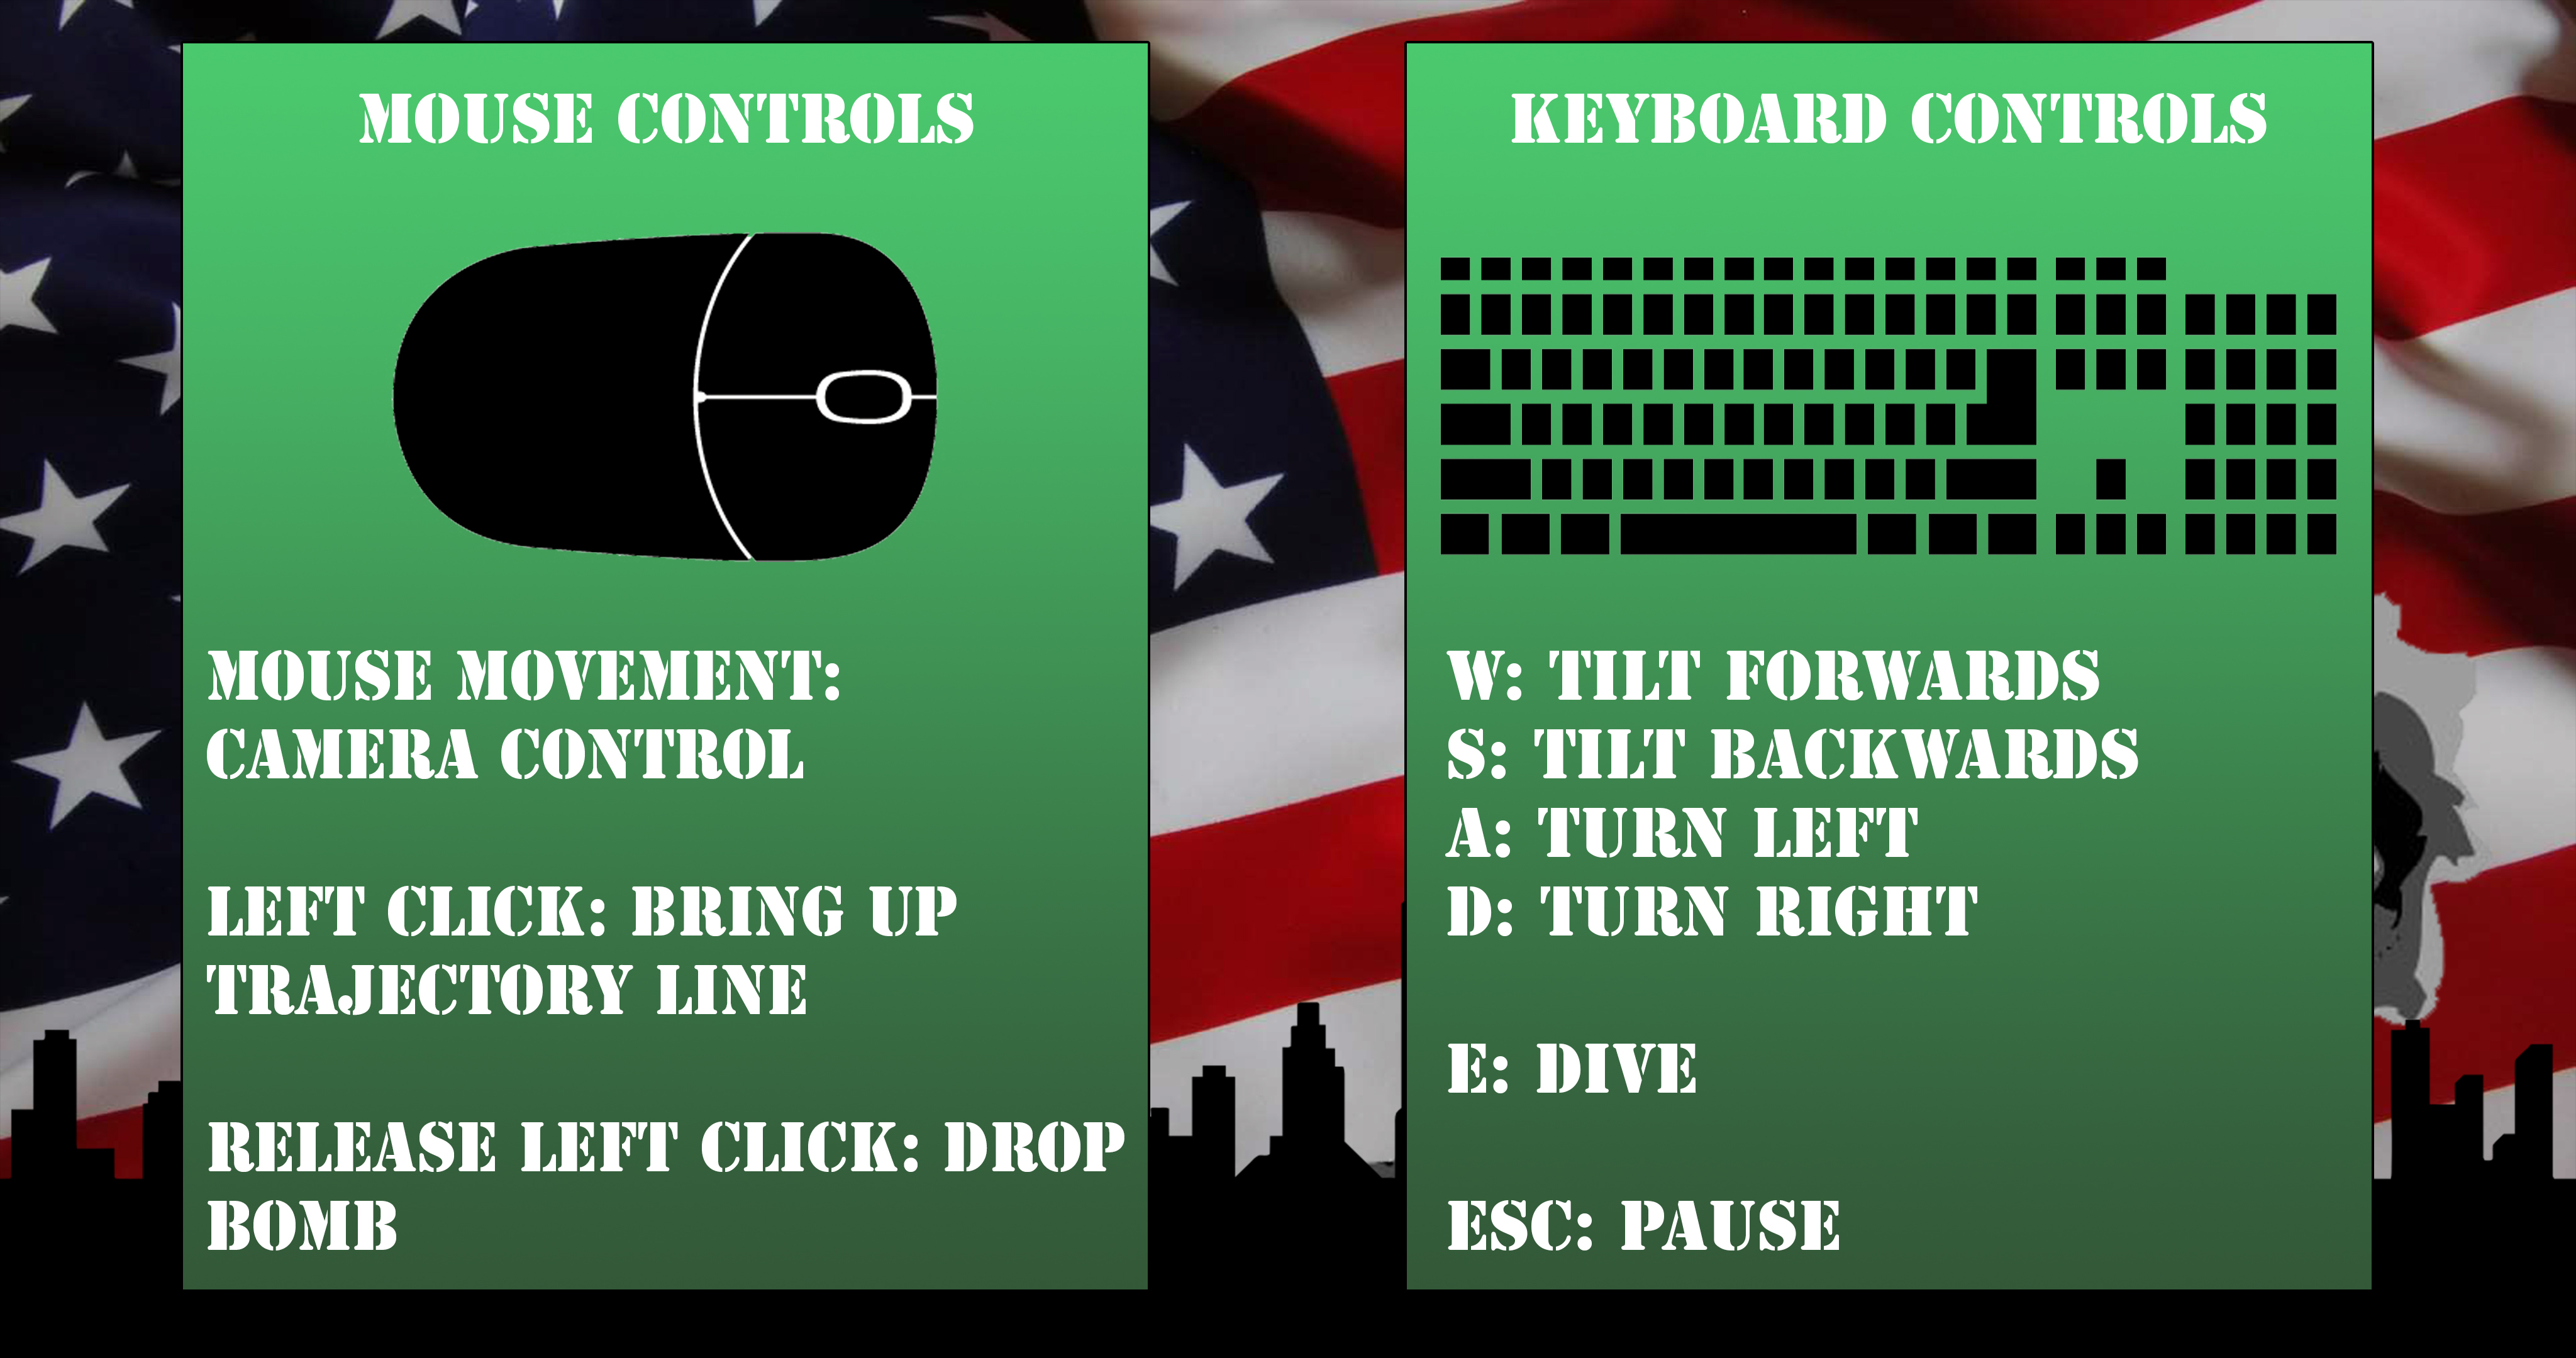 MOUSE CONTROLS
MOUSE MOVEMENT:
CAMERA CONTROL
LEFT CLICK: BRING UP
TRAJECTORY LINE
RELEASE LEFT CLICK: DROP
BOMB
KEYBOARD CONTROLS
W: TILT FORWARDS
S: TILT BACKWARDS
A: TURN LEFT
D: TURN RIGHT
E: DIVE
ESC: PAUSE